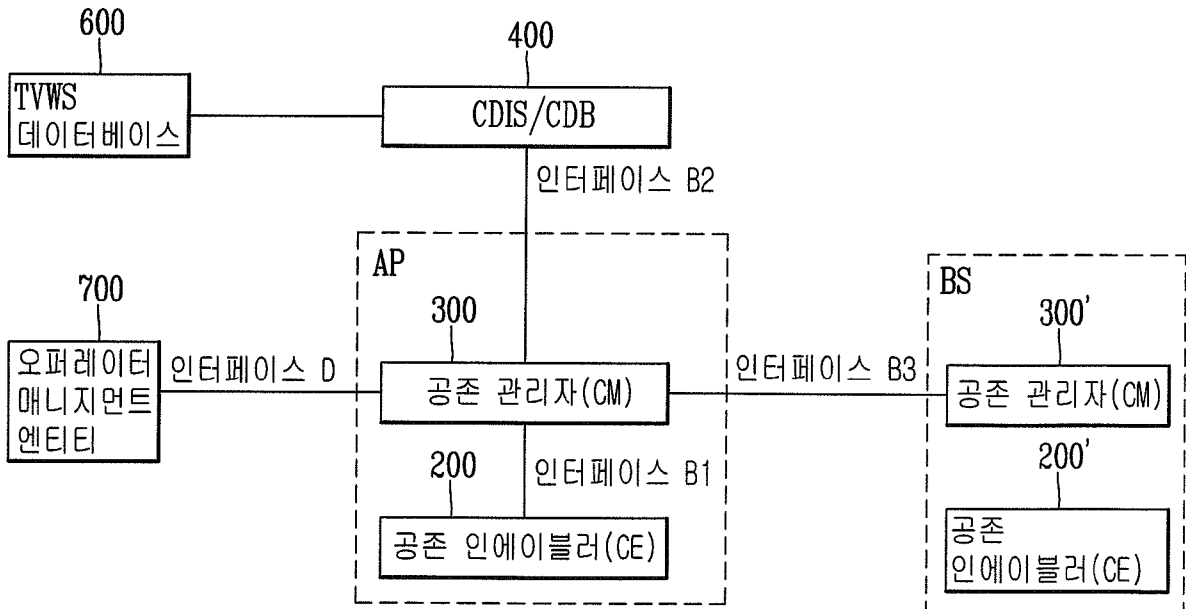 600
TVWS
데이터베이스
400
CDIS/CDB
인터페이스 B2
AP
BS
700
오퍼레이터
매니지먼트
엔티티
인터페이스 D
300
공존 관리자(CM)
인터페이스 B3
300'
공존 관리자(CM)
200
인터페이스 B1
공존 인에이블러(CE)
200'
공존
인에이블러(CE)